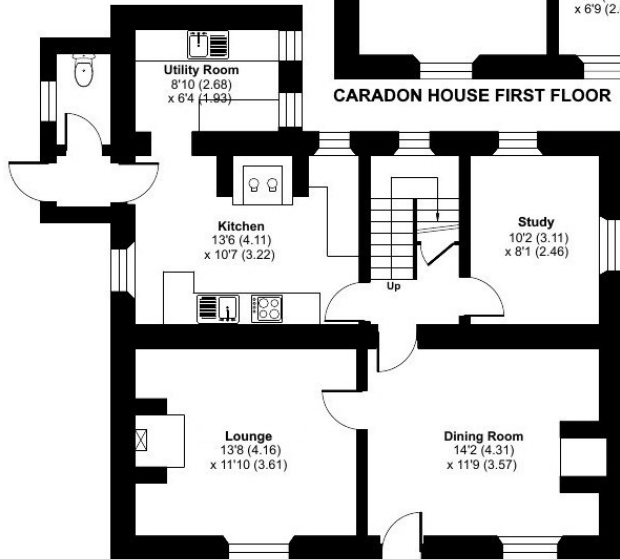 x 6'9 (2.
CARADON HOUSE FIRST FLOOR
Utility Room
8'10 (2.68)
x 6'4 (1.93)
Kitchen
13'6 (4.11)
x 10'7 (3.22)
Study
10'2 (3.11)
x 8'1 (2.46)
Up
Lounge
13'8 (4.16)
x 11'10 (3.61)
Dining Room
14'2 (4.31)
x 11'9 (3.57)